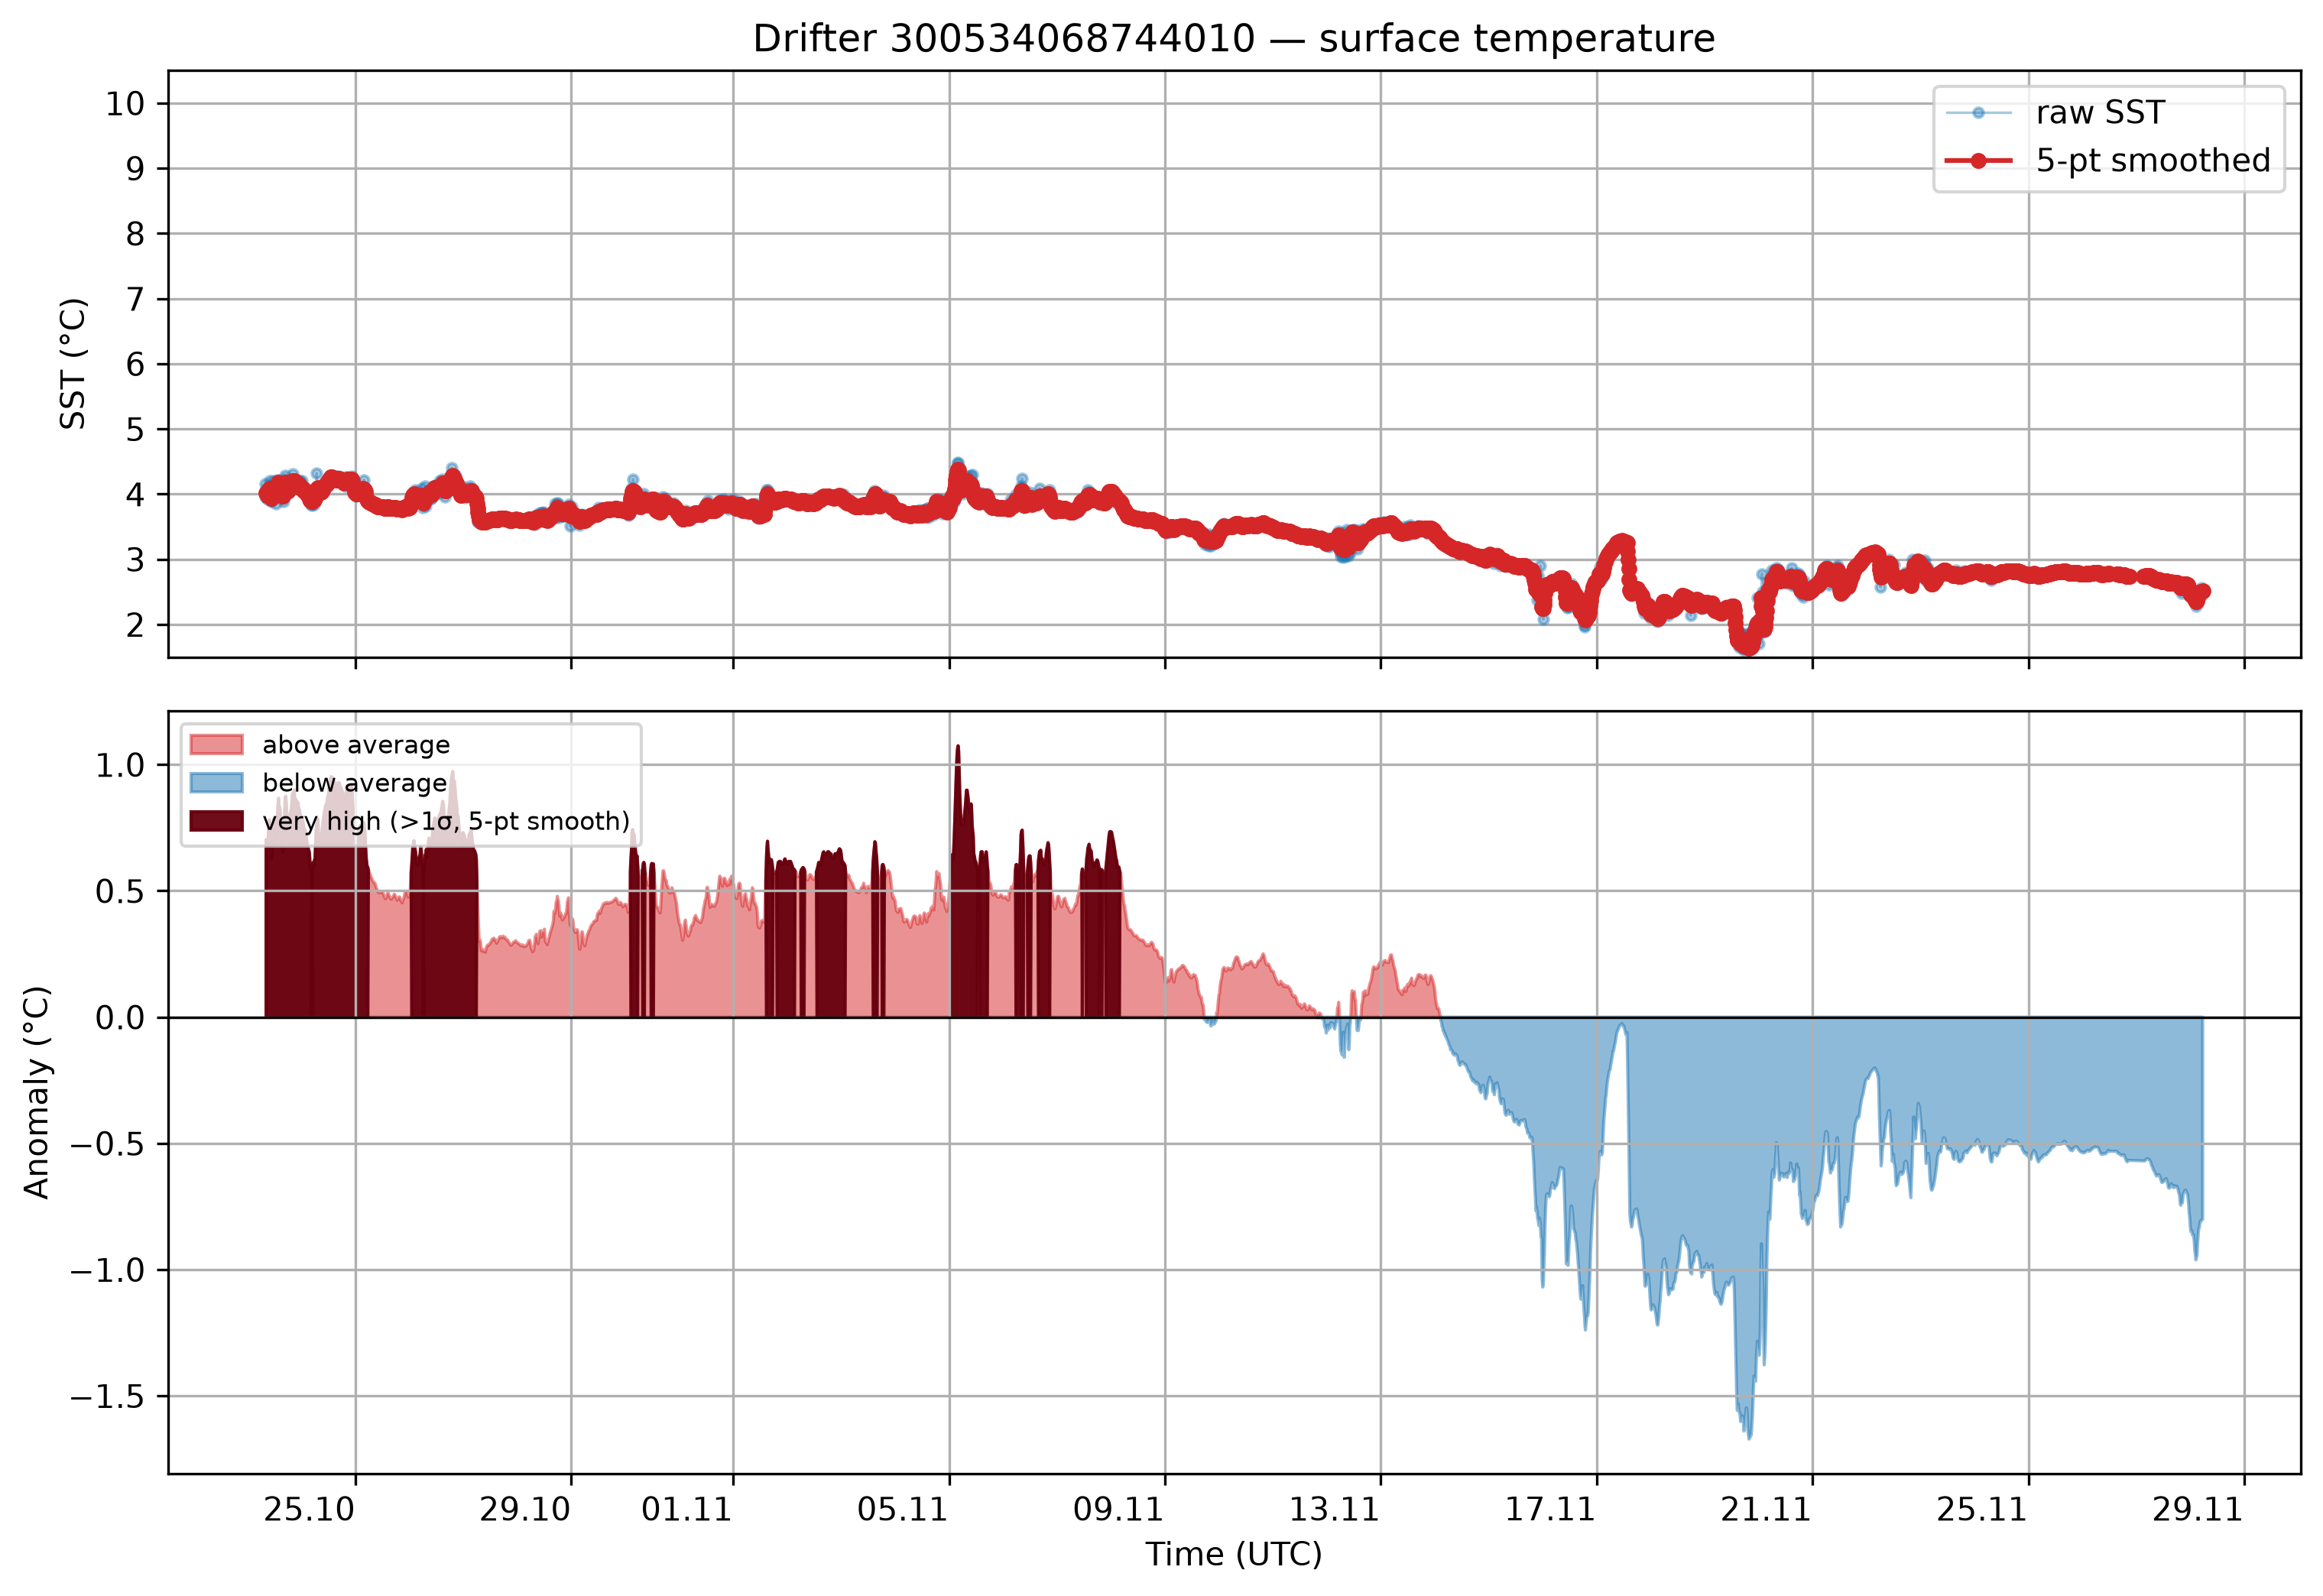 Drifter 300534068744010 — surface temperature
10
9
8
7
6
5
4
3
2
SST (°C)
raw SST
5-pt smoothed
above average
below average
very high (>1σ, 5-pt smooth)
1.0
0.5
0.0
−0.5
−1.0
−1.5
Anomaly (°C)
25.10 29.10 01.11 05.11 09.11 13.11 17.11 21.11 25.11 29.11
Time (UTC)